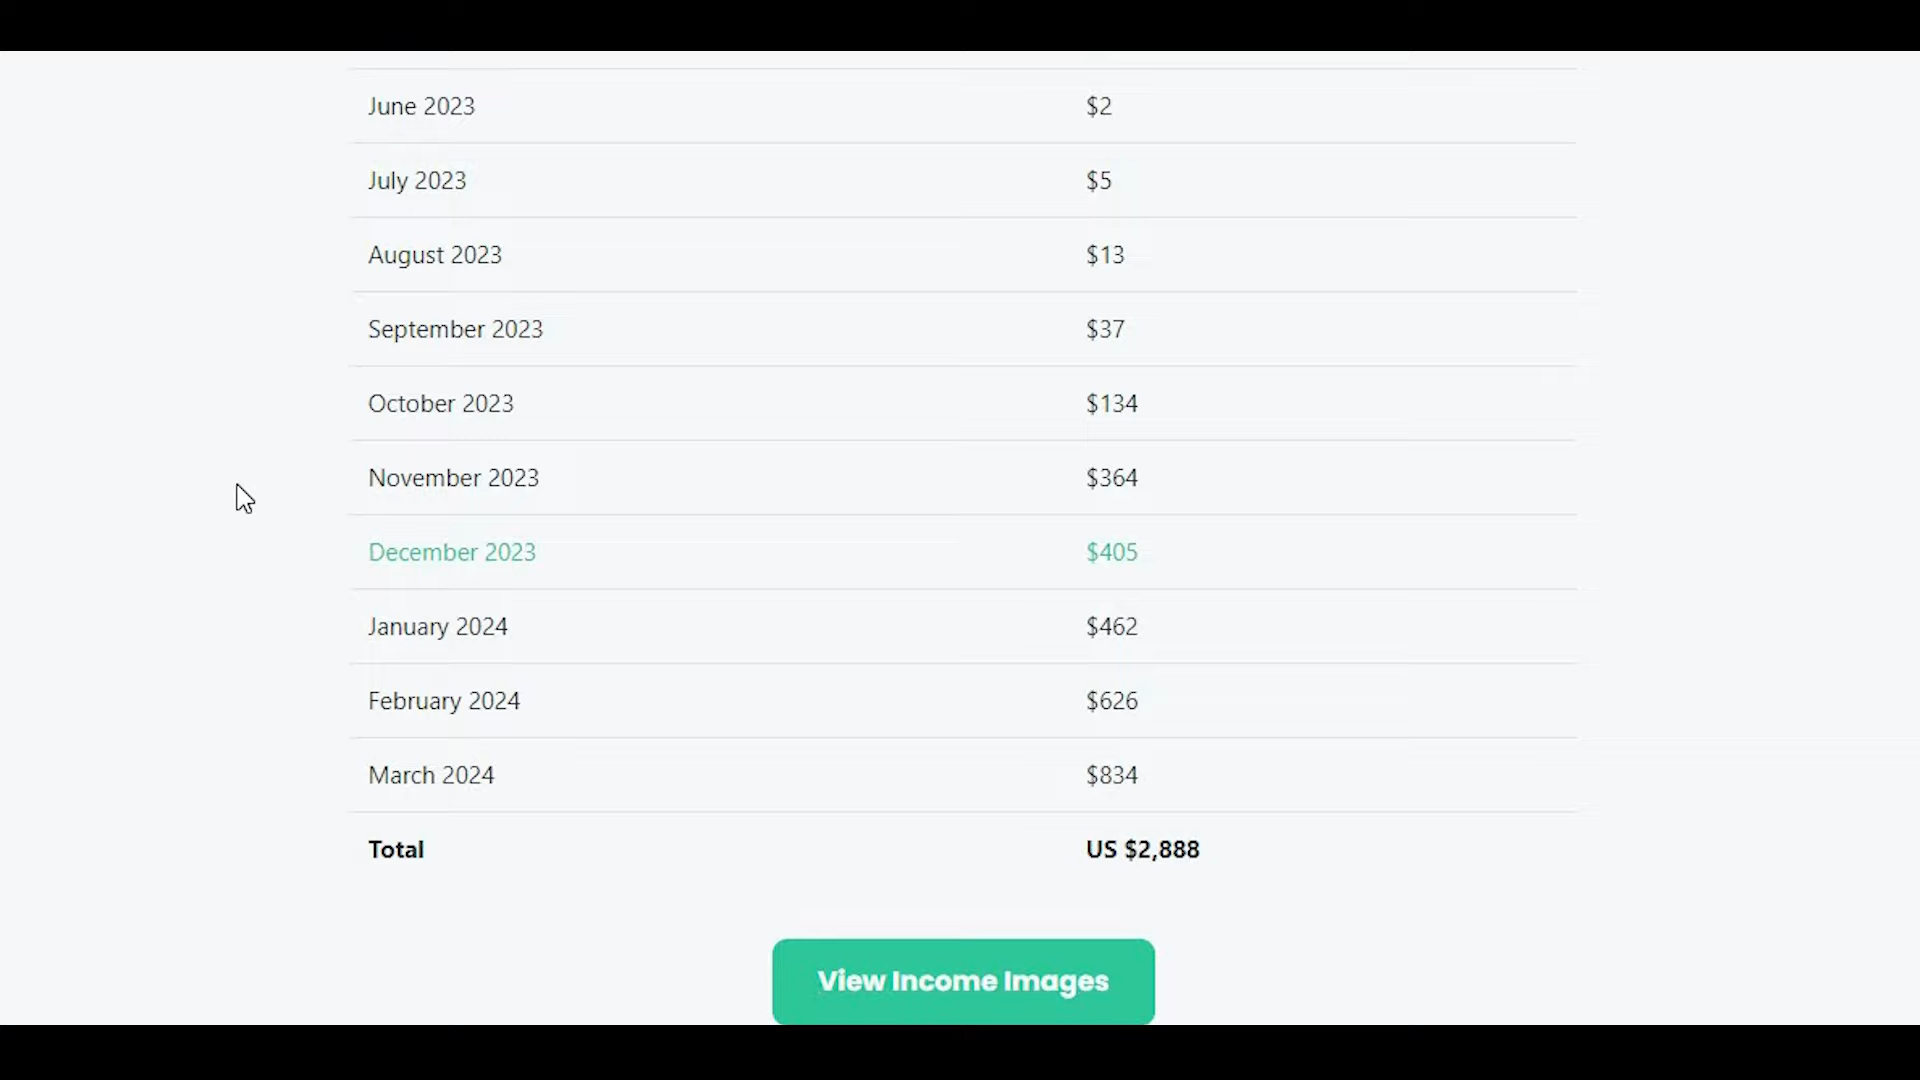 June 2023 $2
July 2023 $5
August 2023 $13
September 2023 $37
October 2023 $134
November 2023 $364
December 2023 $405
January 2024 $462
February 2024 $626
March 2024 $834
Total US $2,888
View Income Images